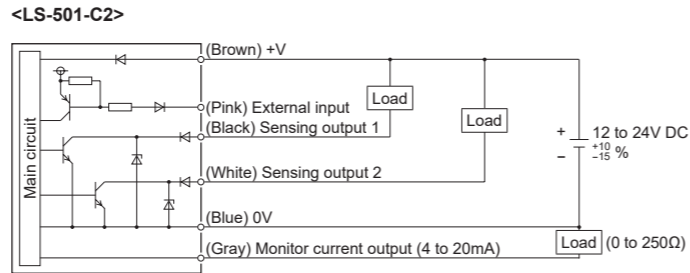 <LS-501-C2>
(Brown) +V
(Pink) External input
Load
(Black) Sensing output 1
Load
+ 12 to 24V DC
− +10 −15 %
Main circuit
(White) Sensing output 2
(Blue) 0V
(Gray) Monitor current output (4 to 20mA)
Load (0 to 250Ω)